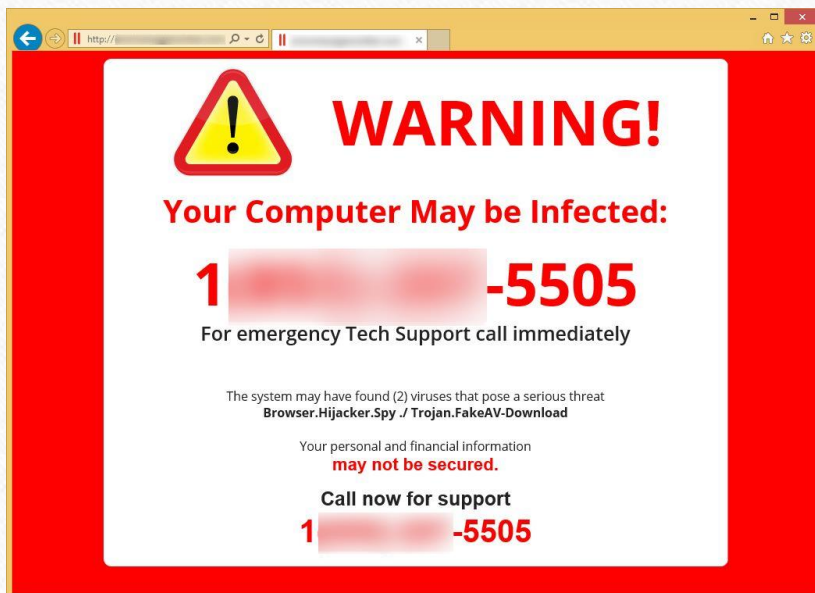 http://
WARNING!
Your Computer May be Infected:
1 -5505
For emergency Tech Support call immediately
The system may have found (2) viruses that pose a serious threat
Browser.Hijacker.Spy ./ Trojan.FakeAV-Download
Your personal and financial information
may not be secured.
Call now for support
1 -5505